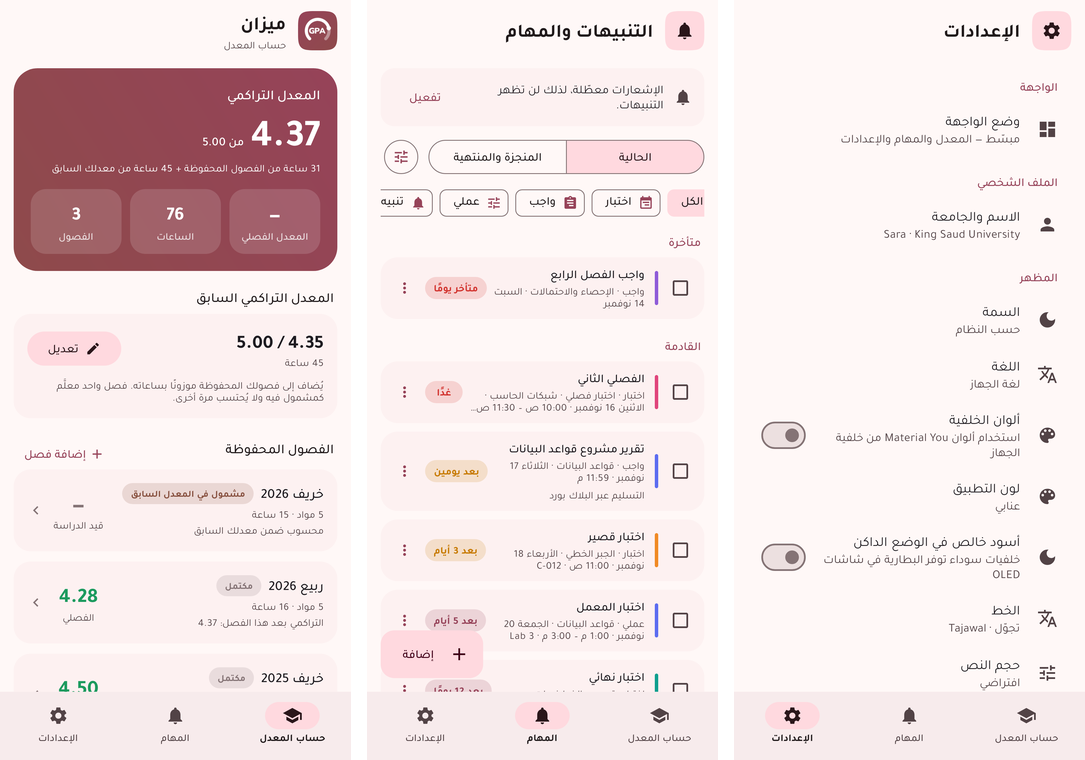 ميزان
GPA
حساب المعدل
المعدل التراكمي
4.37 من 5.00
31 ساعة من الفصول المحفوظة + 45 ساعة من معدلك السابق
– 76 3
المعدل الفصلي الساعات الفصول
المعدل التراكمي السابق
4.35 / 5.00
تعديل
45 ساعة
يُضاف إلى فصولك المحفوظة موزونًا بساعاته. فصل واحد معلَّم
كمشمول فيه ولا يُحتسب مرة أخرى.
الفصول المحفوظة
+ إضافة فصل
خريف 2026 مشمول في المعدل السابق
5 مواد · 15 ساعة
محسوب ضمن معدلك السابق
–
قيد الدراسة
ربيع 2026 مكتمل
5 مواد · 16 ساعة
التراكمي بعد هذا الفصل: 4.37
4.28
الفصلي
خريف 2025 مكتمل
4.50
حساب المعدل المهام الإعدادات
التنبيهات والمهام
الإشعارات معطّلة، لذلك لن تظهر
التنبيهات.
تفعيل
الحالية المنجزة والمنتهية
الكل اختبار واجب عملي تنبيه
متأخرة
واجب الفصل الرابع
واجب · الإحصاء والاحتمالات · السبت
14 نوفمبر
متأخر يومًا
القادمة
الفصلي الثاني
اختبار · اختبار فصلي · شبكات الحاسب ·
الاثنين 16 نوفمبر · 10:00 ص – 11:30 ص…
غدًا
تقرير مشروع قواعد البيانات
واجب · قواعد البيانات · الثلاثاء 17
نوفمبر · 11:59 م
التسليم عبر البلاك بورد
بعد يومين
اختبار قصير
اختبار · الجبر الخطي · الأربعاء 18
نوفمبر · 11:00 ص · C-012
بعد 3 أيام
اختبار المعمل
عملي · قواعد البيانات · الجمعة 20
نوفمبر · 1:00 م – 3:00 م · Lab 3
بعد 5 أيام
+ إضافة
اختبار نهائي
بعد 12 يومًا
حساب المعدل المهام الإعدادات
الإعدادات
الواجهة
وضع الواجهة
مبسّط – المعدل والمهام والإعدادات
الملف الشخصي
الاسم والجامعة
Sara · King Saud University
المظهر
السمة
حسب النظام
اللغة
لغة الجهاز
ألوان الخلفية
استخدام ألوان Material You من خلفية
الجهاز
لون التطبيق
عنابي
أسود خالص في الوضع الداكن
خلفيات سوداء توفر البطارية في شاشات
OLED
الخط
تجوّل · Tajawal
حجم النص
افتراضي
حساب المعدل المهام الإعدادات